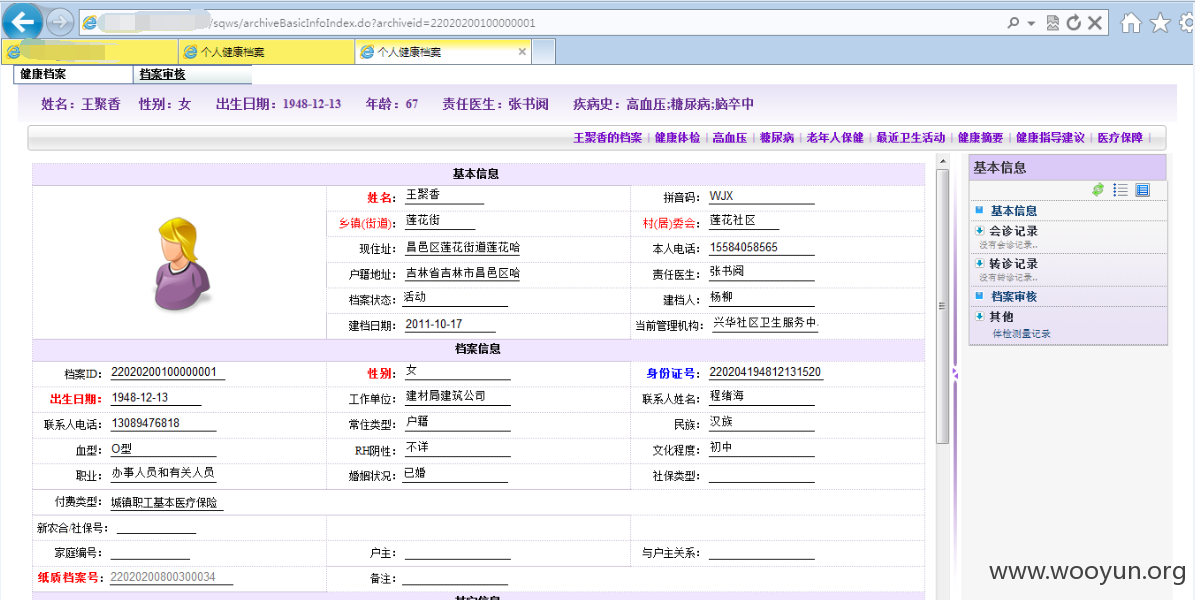 /sqws/archiveBasicInfoIndex.do?archiveid=22020200100000001
个人健康档案 个人健康档案
健康档案 档案审核
姓名：王聚香 性别：女 出生日期：1948-12-13 年龄：67 责任医生：张书阅 疾病史：高血压;糖尿病;脑卒中
王聚香的档案 健康体检 高血压 糖尿病 老年人保健 最近卫生活动 健康摘要 健康指导建议 医疗保障
基本信息
姓名： 王聚香 拼音码： WJX
乡镇(街道)： 莲花街 村(居)委会： 莲花社区
现住址： 昌邑区莲花街道莲花哈 本人电话： 15584058565
户籍地址： 吉林省吉林市昌邑区哈 责任医生： 张书阅
档案状态： 活动 建档人： 杨柳
建档日期： 2011-10-17 当前管理机构： 兴华社区卫生服务中.
档案信息
档案ID： 22020200100000001 性别： 女 身份证号： 220204194812131520
出生日期： 1948-12-13 工作单位： 建材局建筑公司 联系人姓名： 程绪海
联系人电话： 13089476818 常住类型： 户籍 民族： 汉族
血型： O型 RH阴性： 不详 文化程度： 初中
职业： 办事人员和有关人员 婚姻状况： 已婚 社保类型：
付费类型： 城镇职工基本医疗保险
新农合/社保号：
家庭编号： 户主： 与户主关系：
纸质档案号： 22020200800300034 备注：
其它信息
基本信息
基本信息
会诊记录
没有会诊记录..
转诊记录
没有转诊记录..
档案审核
其他
体检测量记录
www.wooyun.org